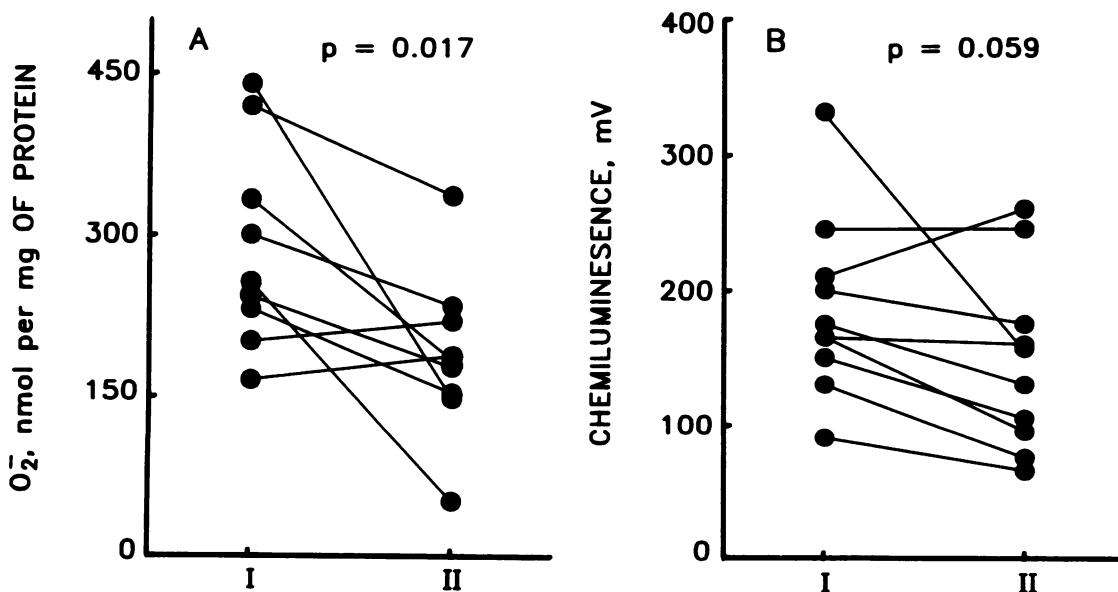 A
p = 0.017
450
300
150
0
I
II
O₂⁻, nmol per mg OF PROTEIN
B
p = 0.059
400
300
200
100
0
I
II
CHEMILUMINESENCE, mV